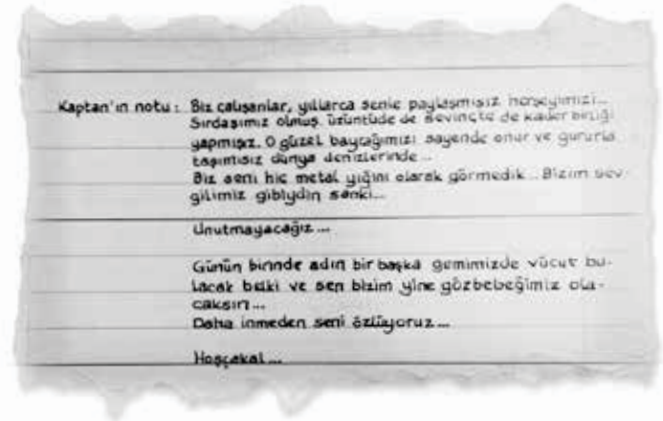 Kaptan'ın notu : Biz çalışanlar, yıllarca senle paylaşmışız herşeyimizi...
Sırdaşımız olmuş, üzüntüde de sevinçte de kader birliği
yapmışız. O güzel bayrağımızı sayende onur ve gururla
taşımışız dünya denizlerinde...
Biz seni hiç metal yığını olarak görmedik.. Bizim sev-
gilimiz gibiydin sanki...
Unutmayacağız...
Günün birinde adın bir başka gemimizde vücut bu-
lacak belki ve sen bizim yine gözbebeğimiz ola-
caksın...
Daha inmeden seni özlüyoruz...
Hoşçakal...